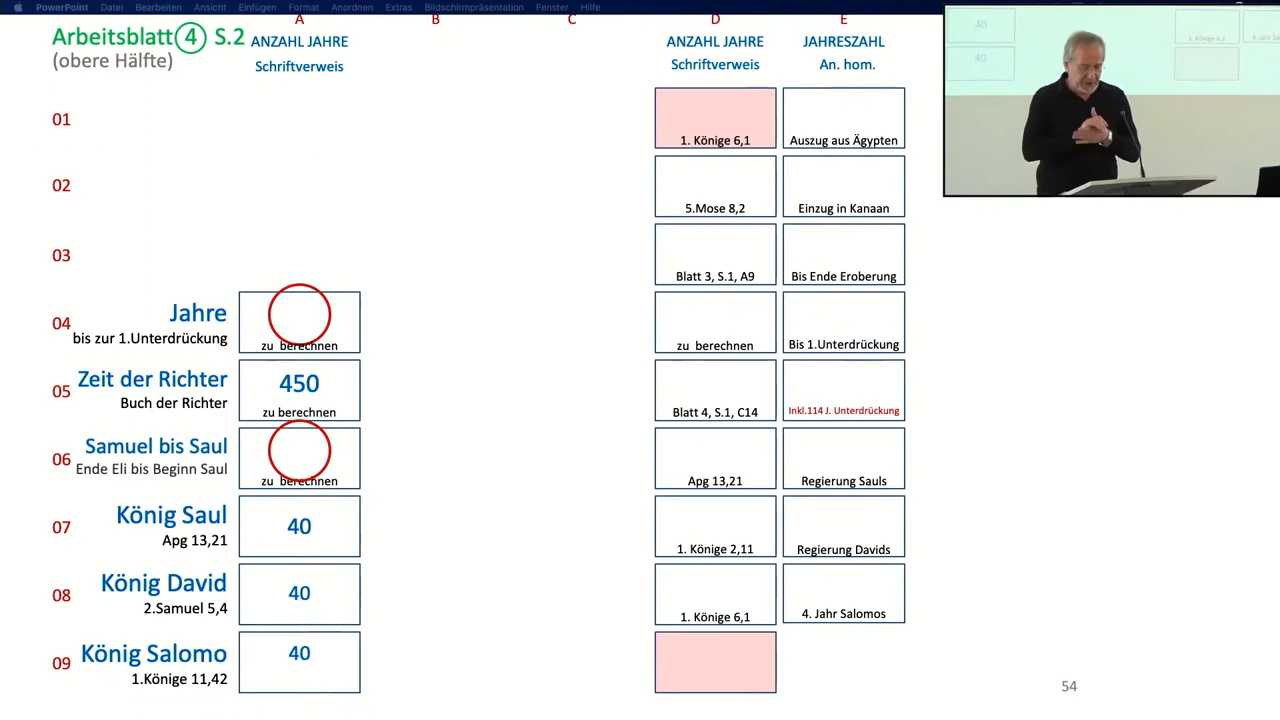 PowerPoint Datei Bearbeiten Ansicht Einfügen Format Anordnen Extras Bildschirmpräsentation Fenster Hilfe
A B C D E
Arbeitsblatt 4 S.2
(obere Hälfte)
ANZAHL JAHRE
Schriftverweis
ANZAHL JAHRE
Schriftverweis
JAHRESZAHL
An. hom.
01
1. Könige 6,1
Auszug aus Ägypten
02
5.Mose 8,2
Einzug in Kanaan
03
Blatt 3, S.1, A9
Bis Ende Eroberung
04
Jahre
bis zur 1.Unterdrückung
zu berechnen
zu berechnen
Bis 1.Unterdrückung
05
Zeit der Richter
Buch der Richter
450
zu berechnen
Blatt 4, S.1, C14
Inkl.114 J. Unterdrückung
06
Samuel bis Saul
Ende Eli bis Beginn Saul
zu berechnen
Apg 13,21
Regierung Sauls
07
König Saul
Apg 13,21
40
1. Könige 2,11
Regierung Davids
08
König David
2.Samuel 5,4
40
1. Könige 6,1
4. Jahr Salomos
09
König Salomo
1.Könige 11,42
40
54
40
1. Könige 6,1
40